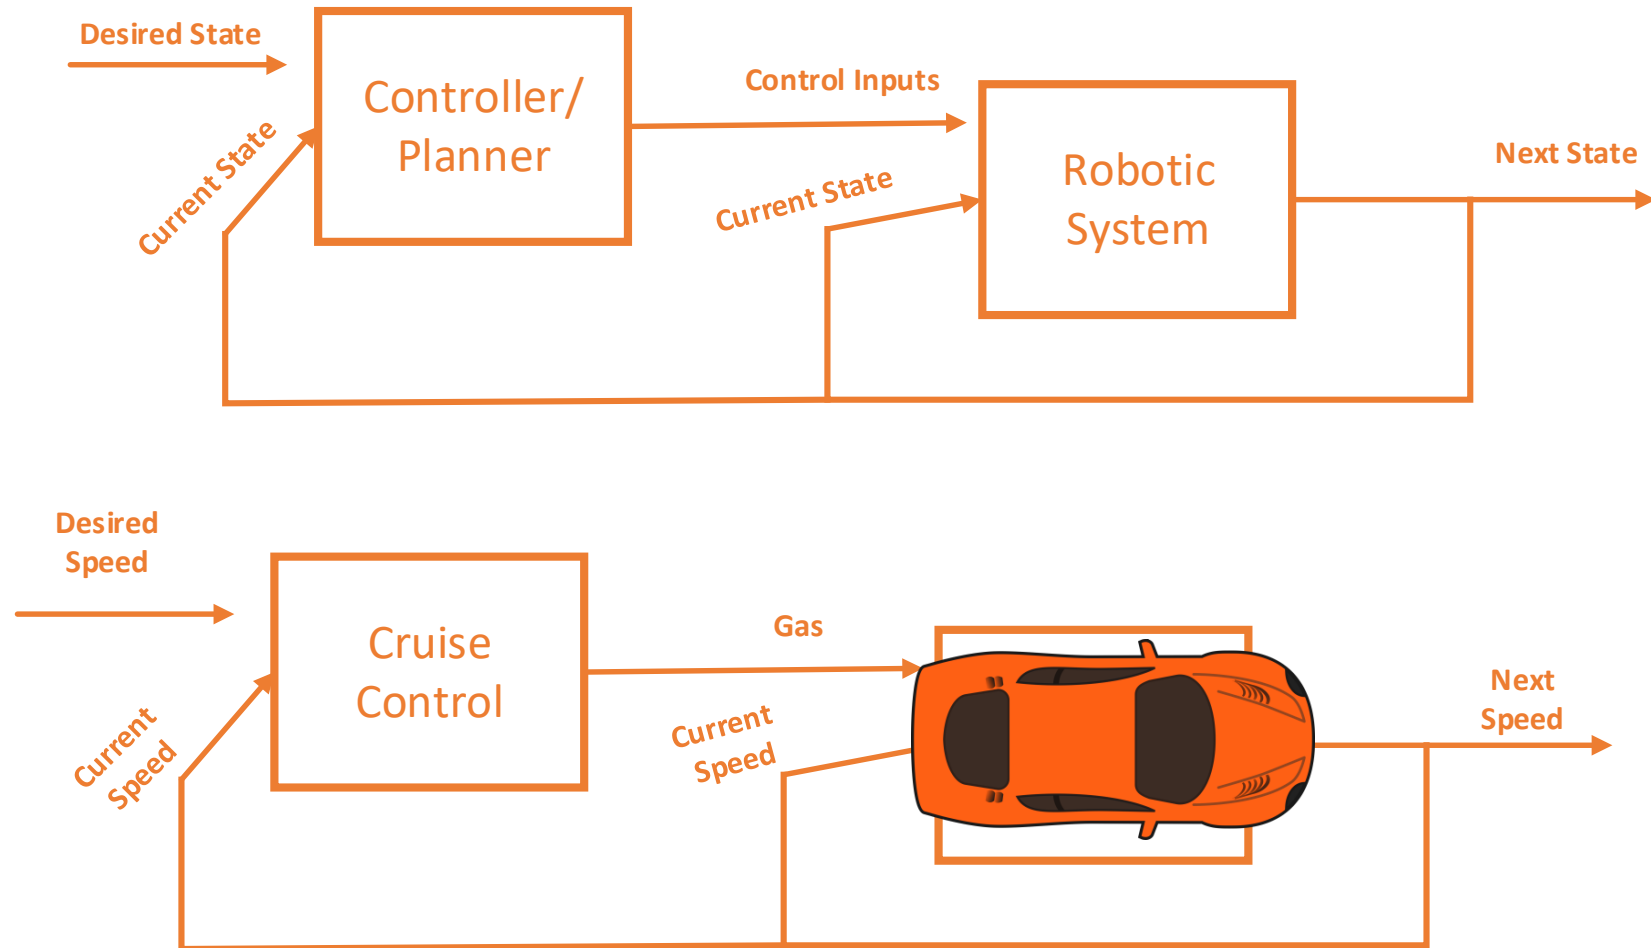 Desired State
Controller/
Planner
Current State
Control Inputs
Current State
Robotic
System
Next State
Desired
Speed
Cruise
Control
Current
Speed
Gas
Current
Speed
Next
Speed